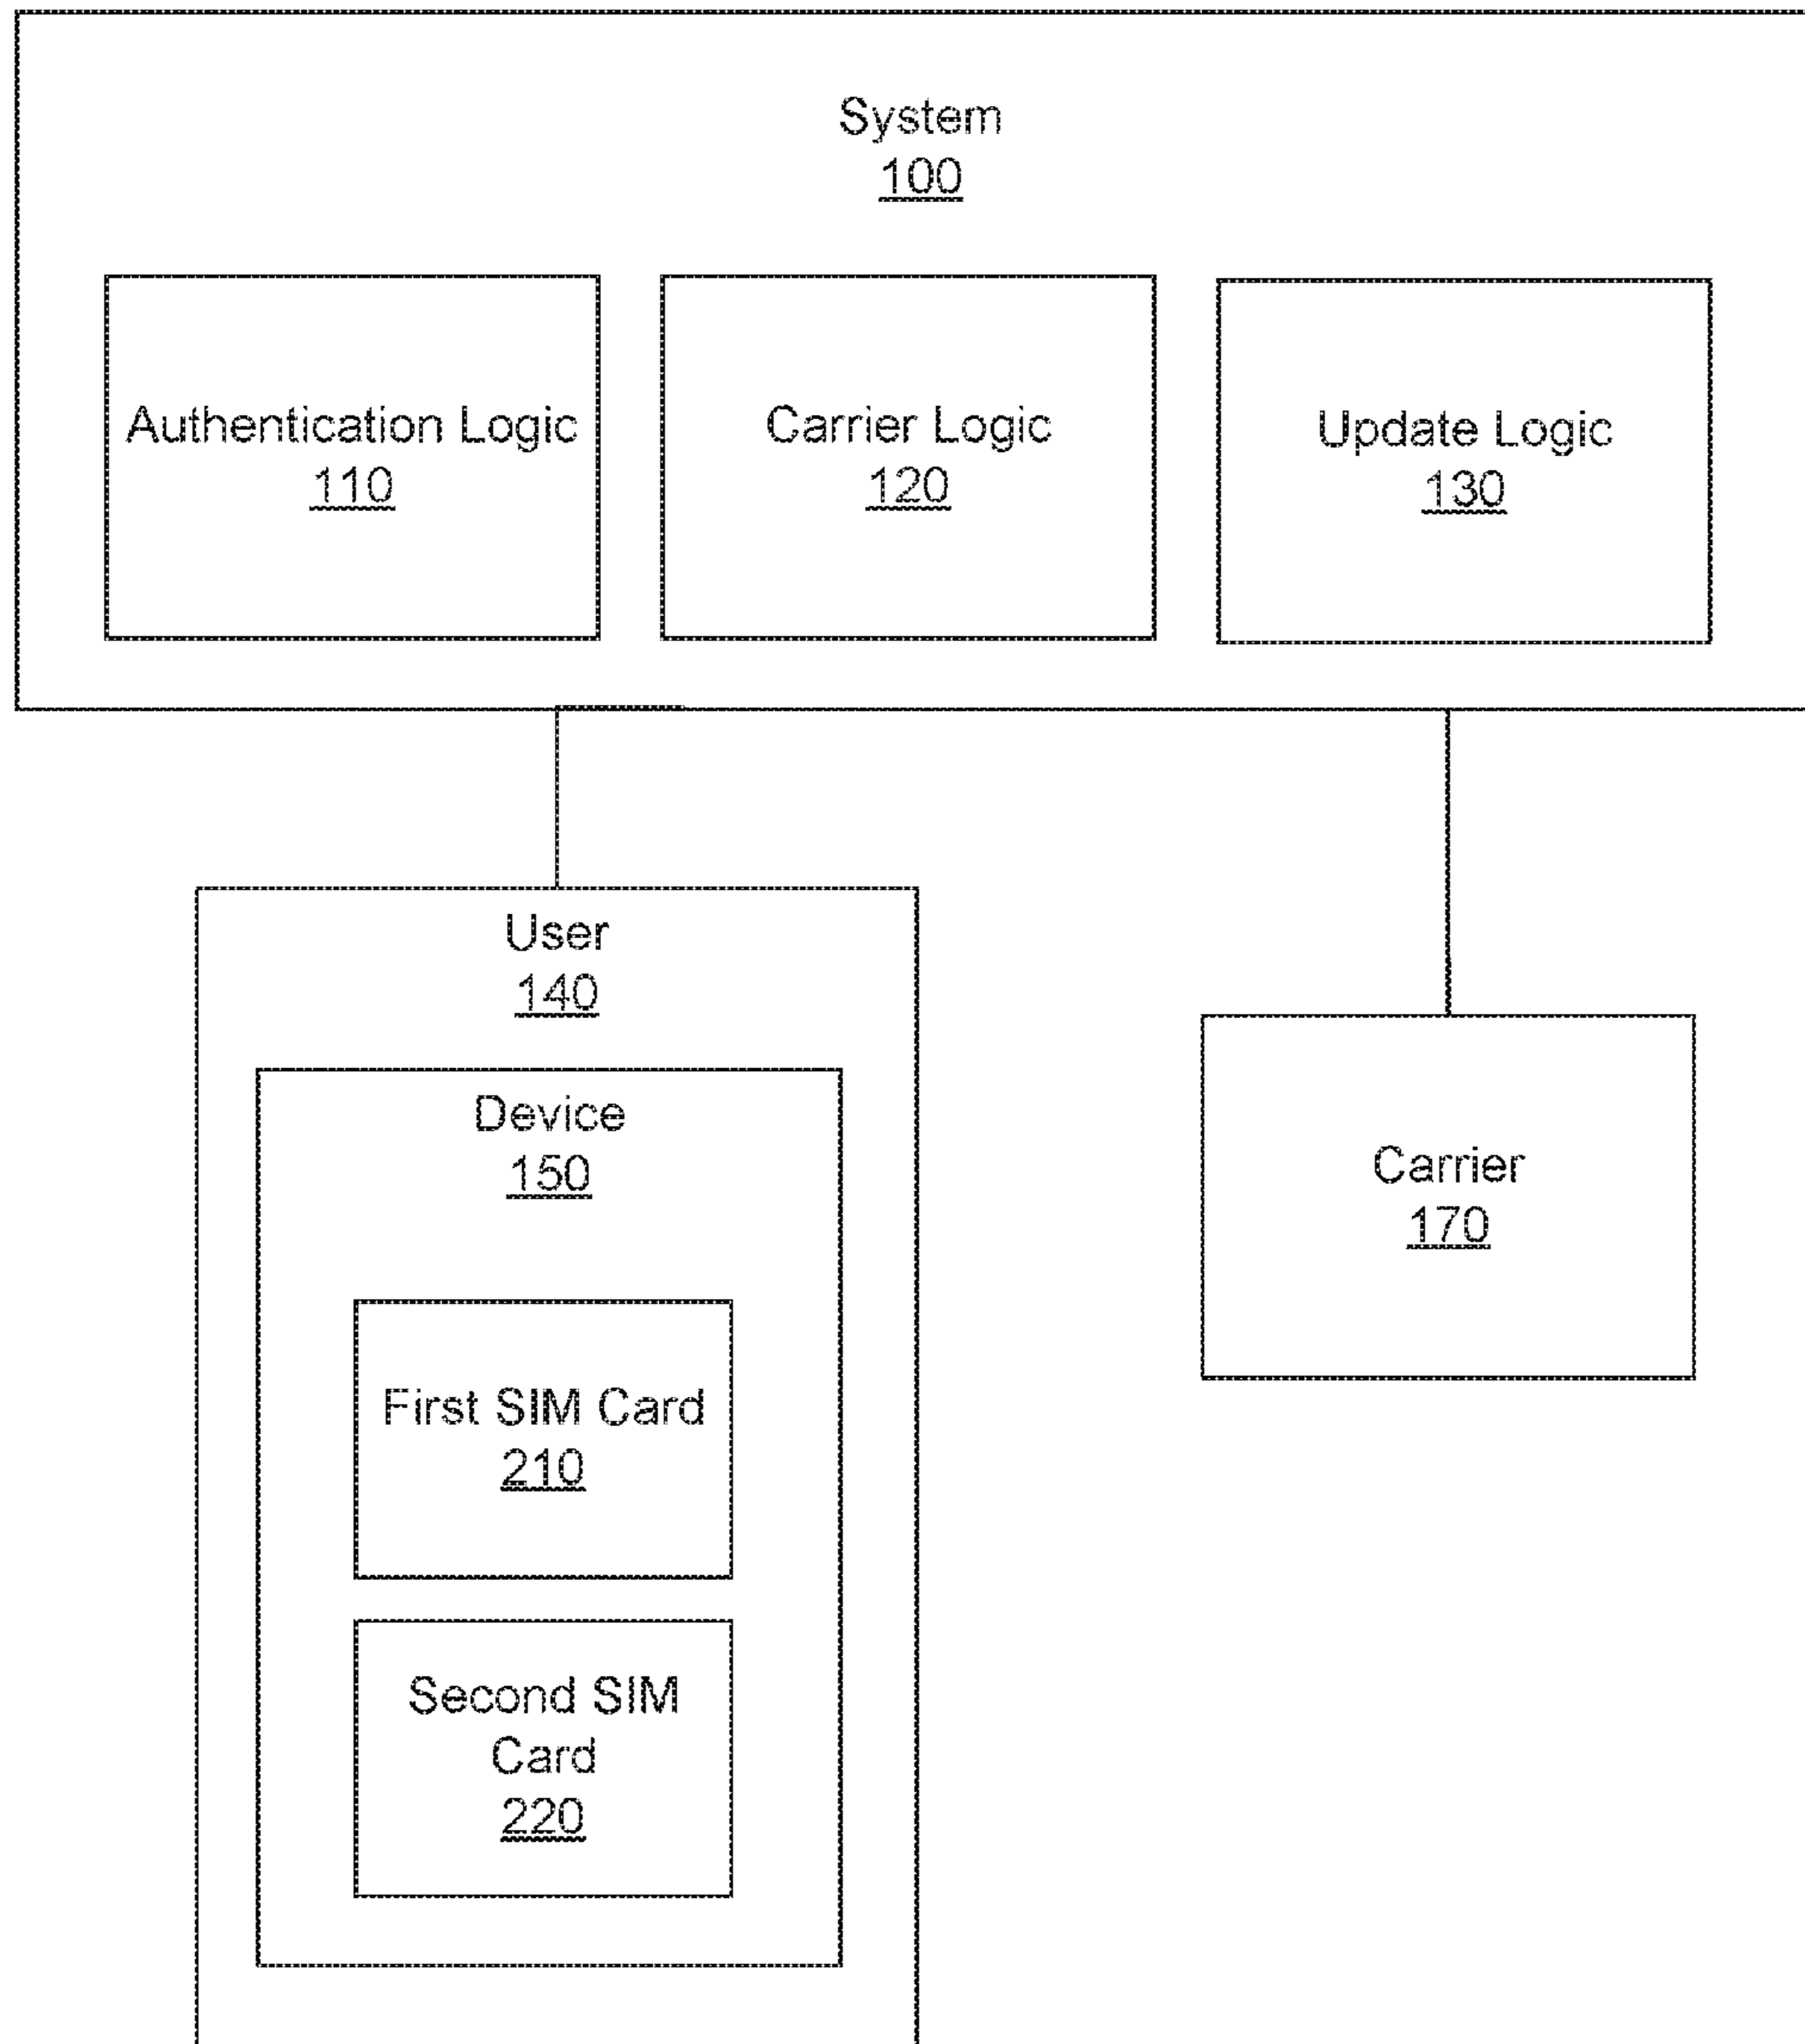 System
100
Authentication Logic
110
Carrier Logic
120
Update Logic
130
User
140
Device
150
First SIM Card
210
Second SIM
Card
220
Carrier
170